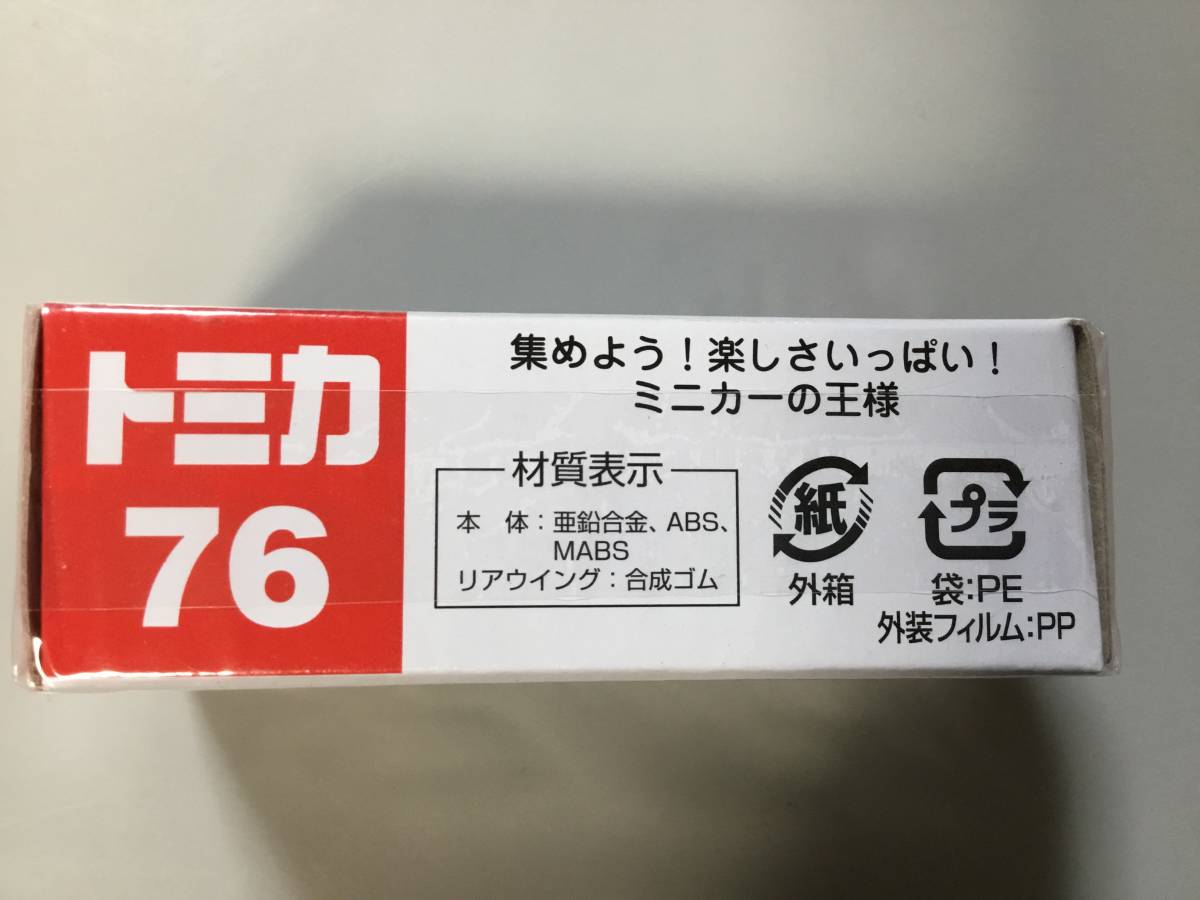 トミカ
76
集めよう！楽しさいっぱい！
ミニカーの王様
材質表示
本 体：亜鉛合金、ABS、
MABS
リアウイング：合成ゴム
紙
外箱
プラ
袋:PE
外装フィルム:PP